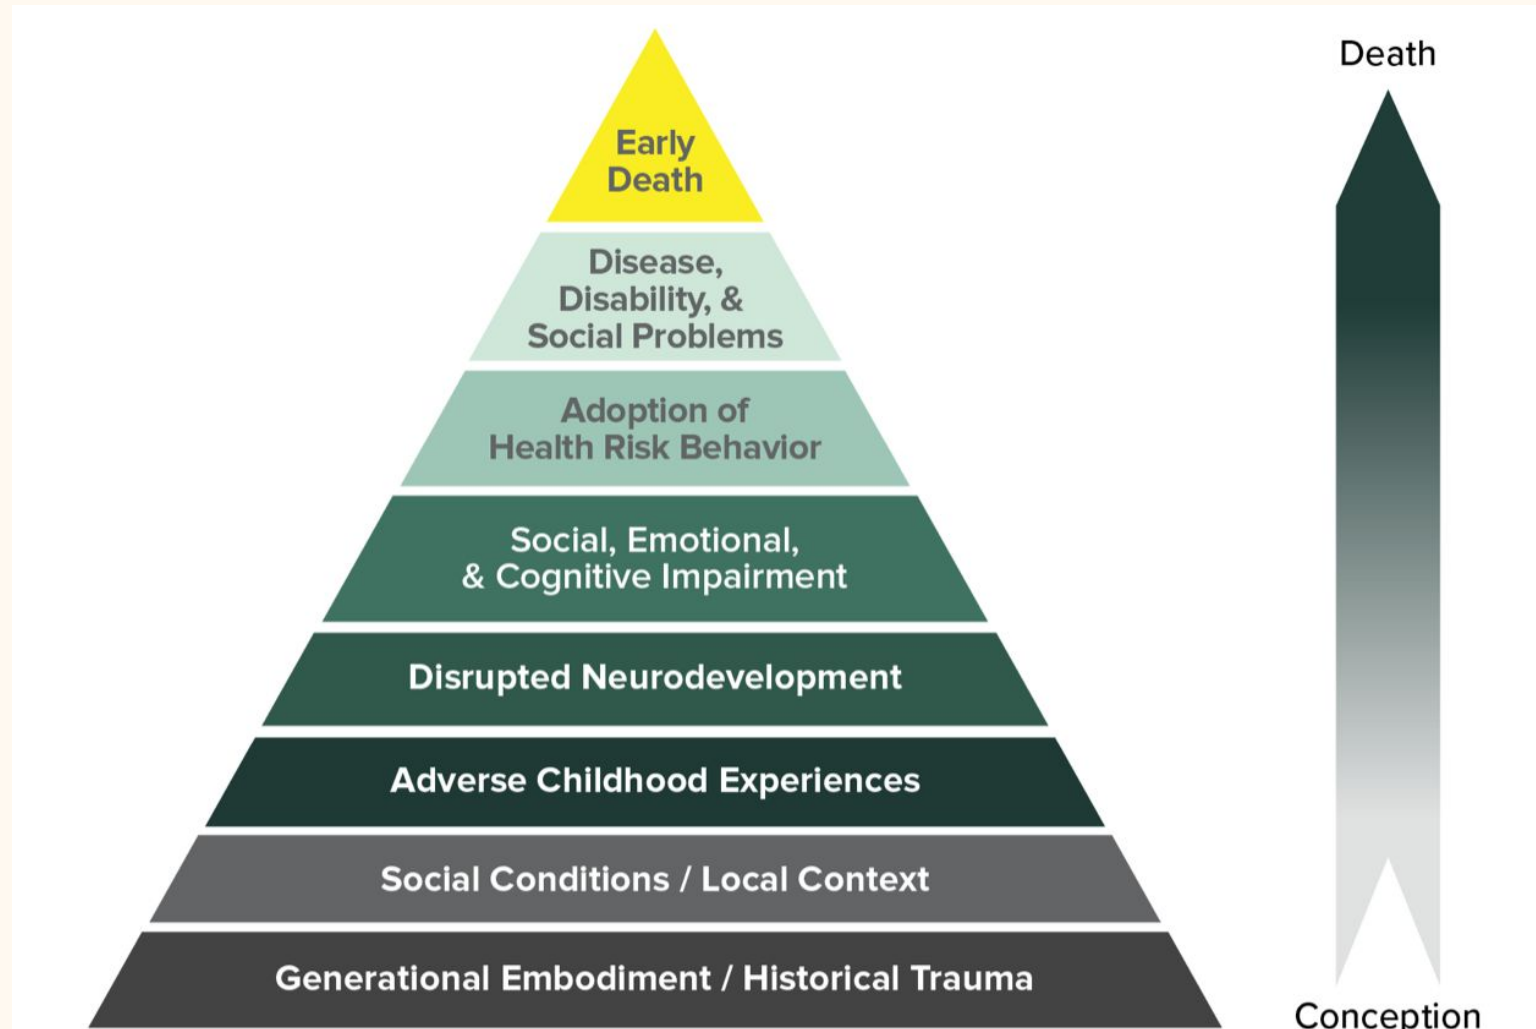 Death
Early
Death
Disease,
Disability, &
Social Problems
Adoption of
Health Risk Behavior
Social, Emotional,
& Cognitive Impairment
Disrupted Neurodevelopment
Adverse Childhood Experiences
Social Conditions / Local Context
Generational Embodiment / Historical Trauma
Conception